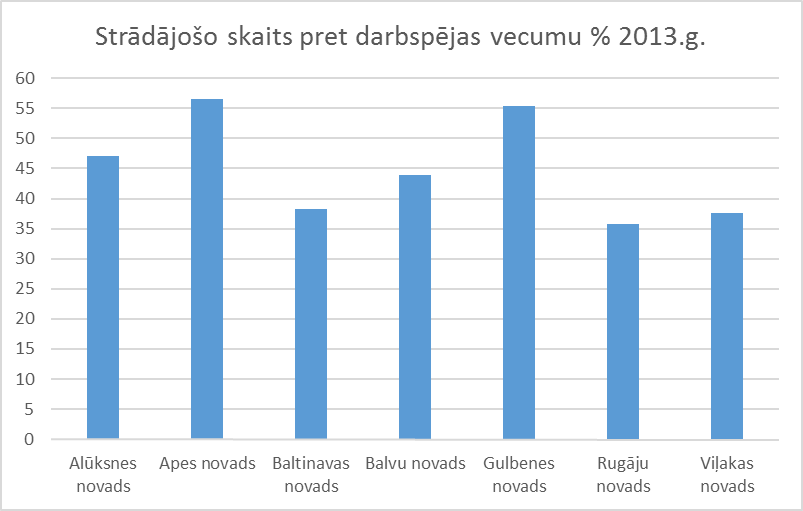 Strādājošo skaits pret darbspējas vecumu % 2013.g.
60
55
50
45
40
35
30
25
20
15
10
5
0
Alūksnes novads
Apes novads
Baltinavas novads
Balvu novads
Gulbenes novads
Rugāju novads
Viļakas novads